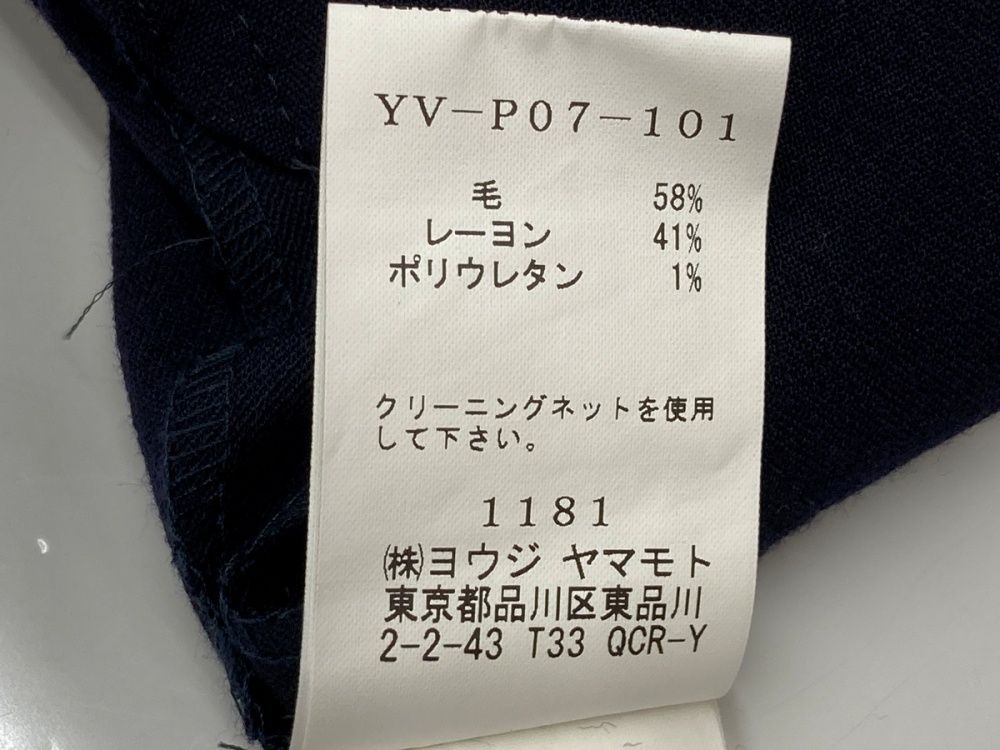 YV-P07-101
毛 58%
レーヨン 41%
ポリウレタン 1%
クリーニングネットを使用
して下さい。
1181
㈱ヨウジ ヤマモト
東京都品川区東品川
2-2-43 T33 QCR-Y